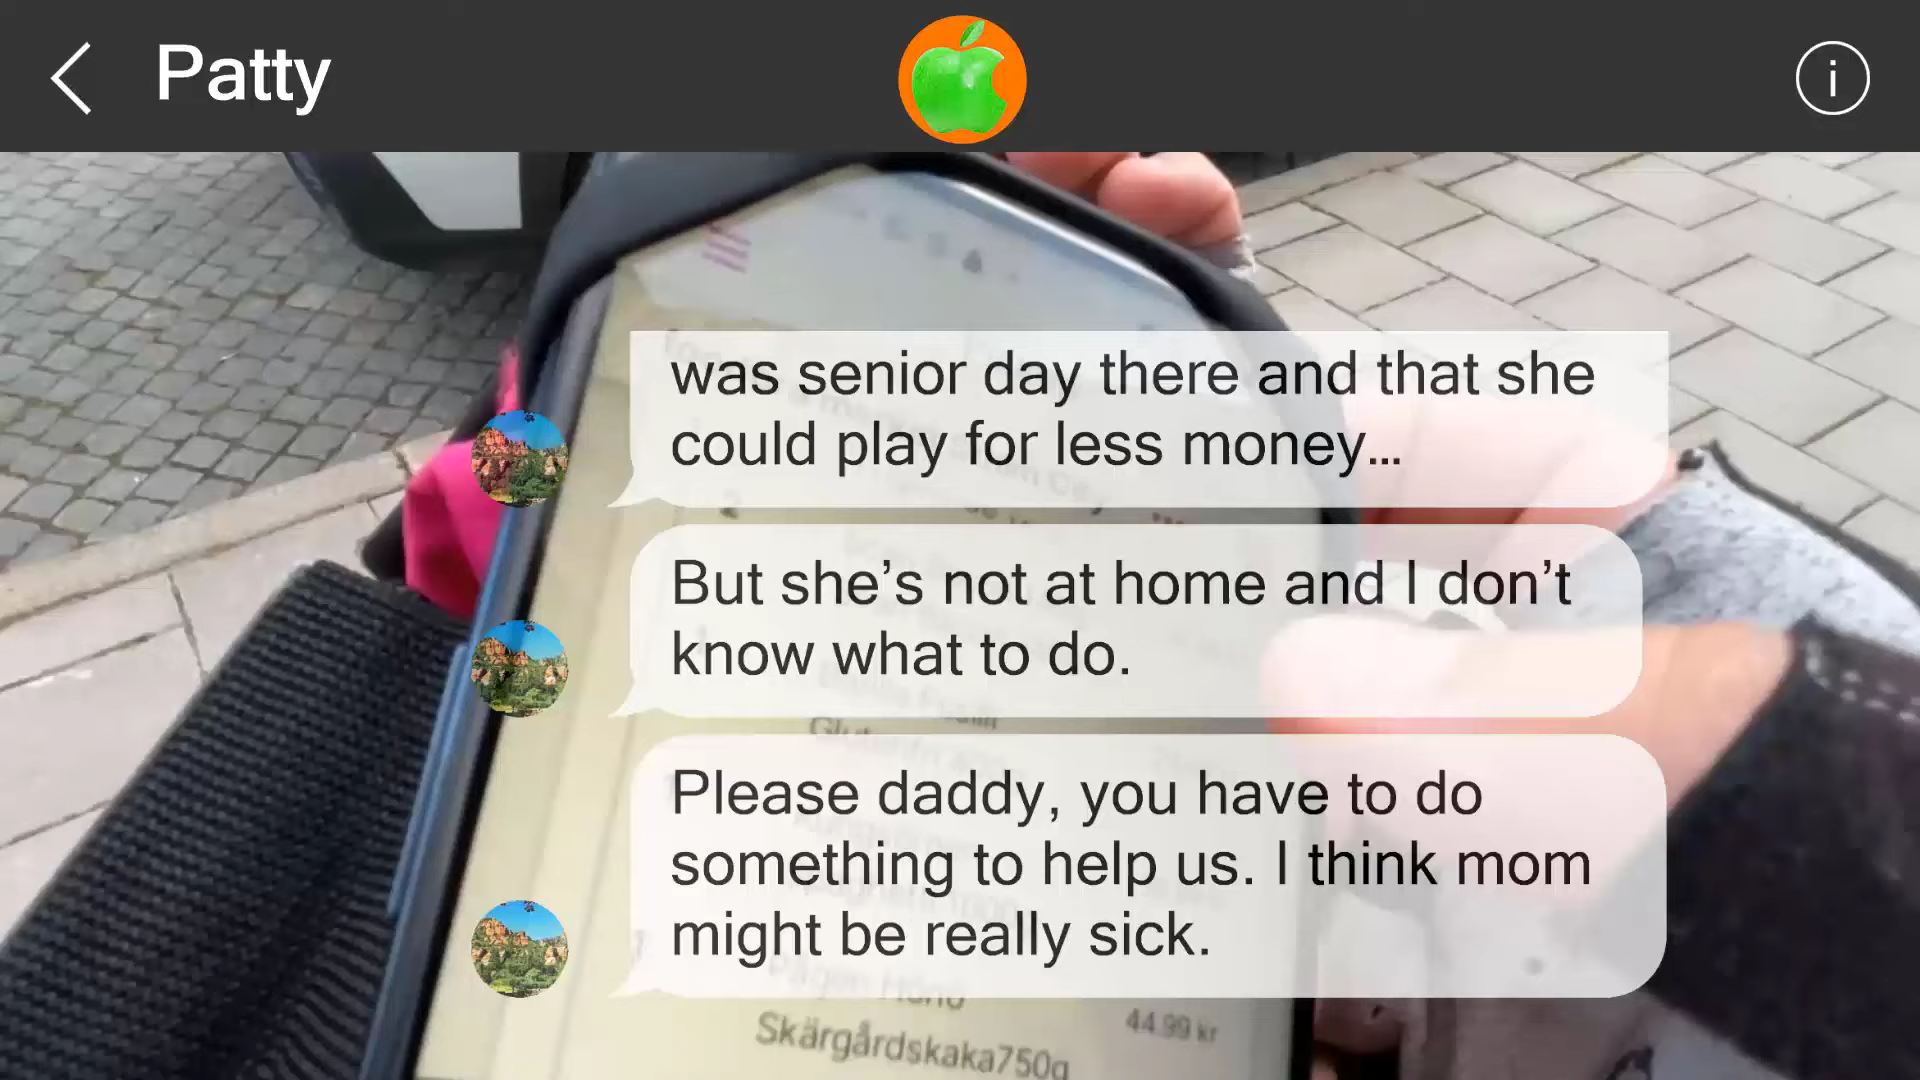 Patty
was senior day there and that she
could play for less money…
But she’s not at home and I don’t
know what to do.
Please daddy, you have to do
something to help us. I think mom
might be really sick.
44.99 kr
Skärgårdskaka750g